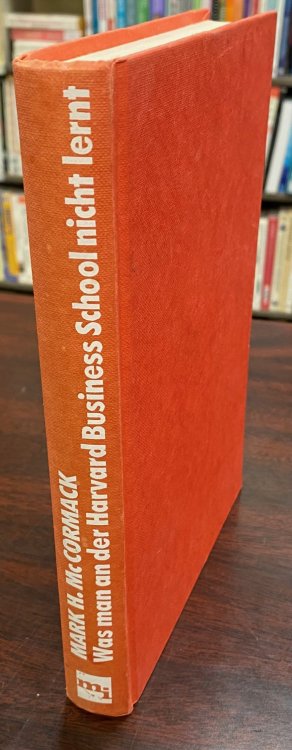 MARK H. McCORMACK
Was man an der Harvard Business School nicht lernt